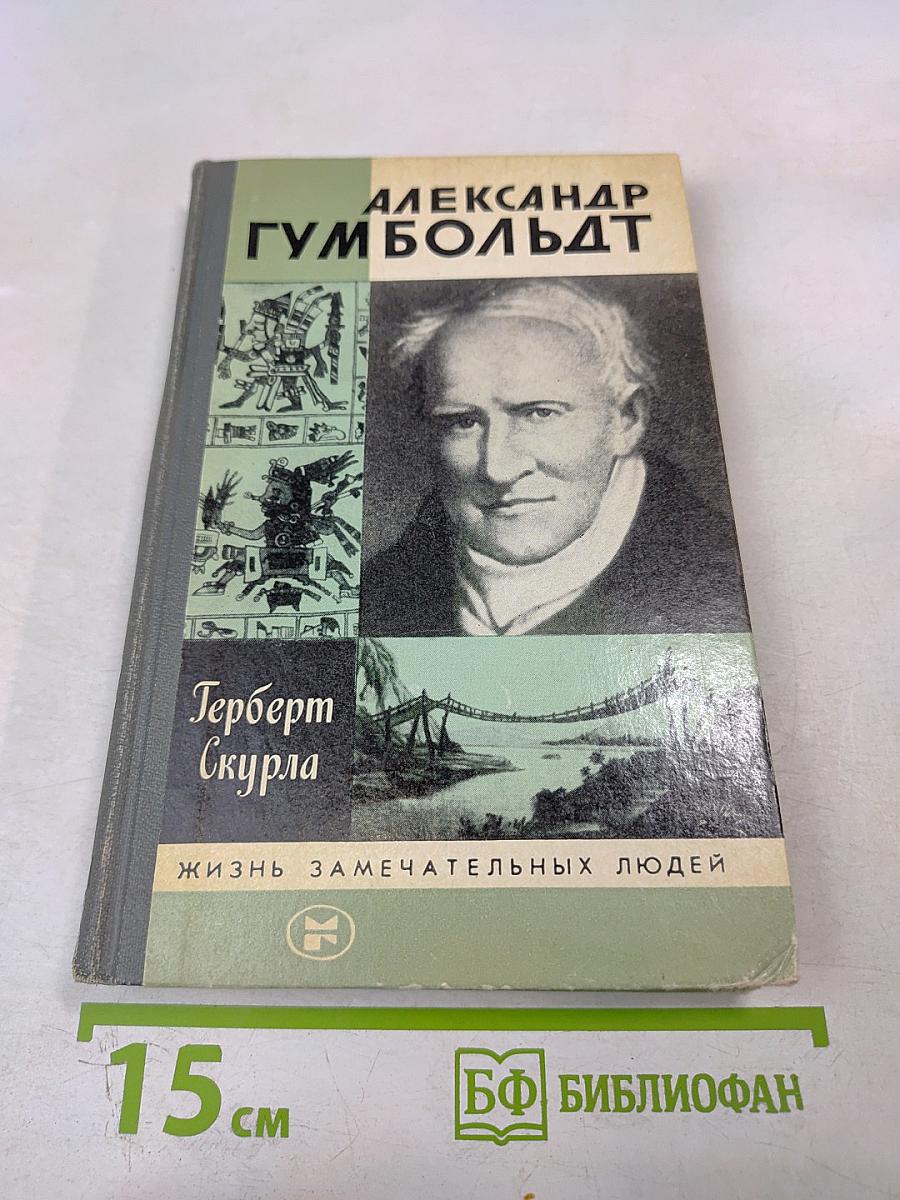 АЛЕКСАНДР
ГУМБОЛЬДТ
Герберт
Скурла
ЖИЗНЬ ЗАМЕЧАТЕЛЬНЫХ ЛЮДЕЙ
15 см
БФ БИБЛИОФАН